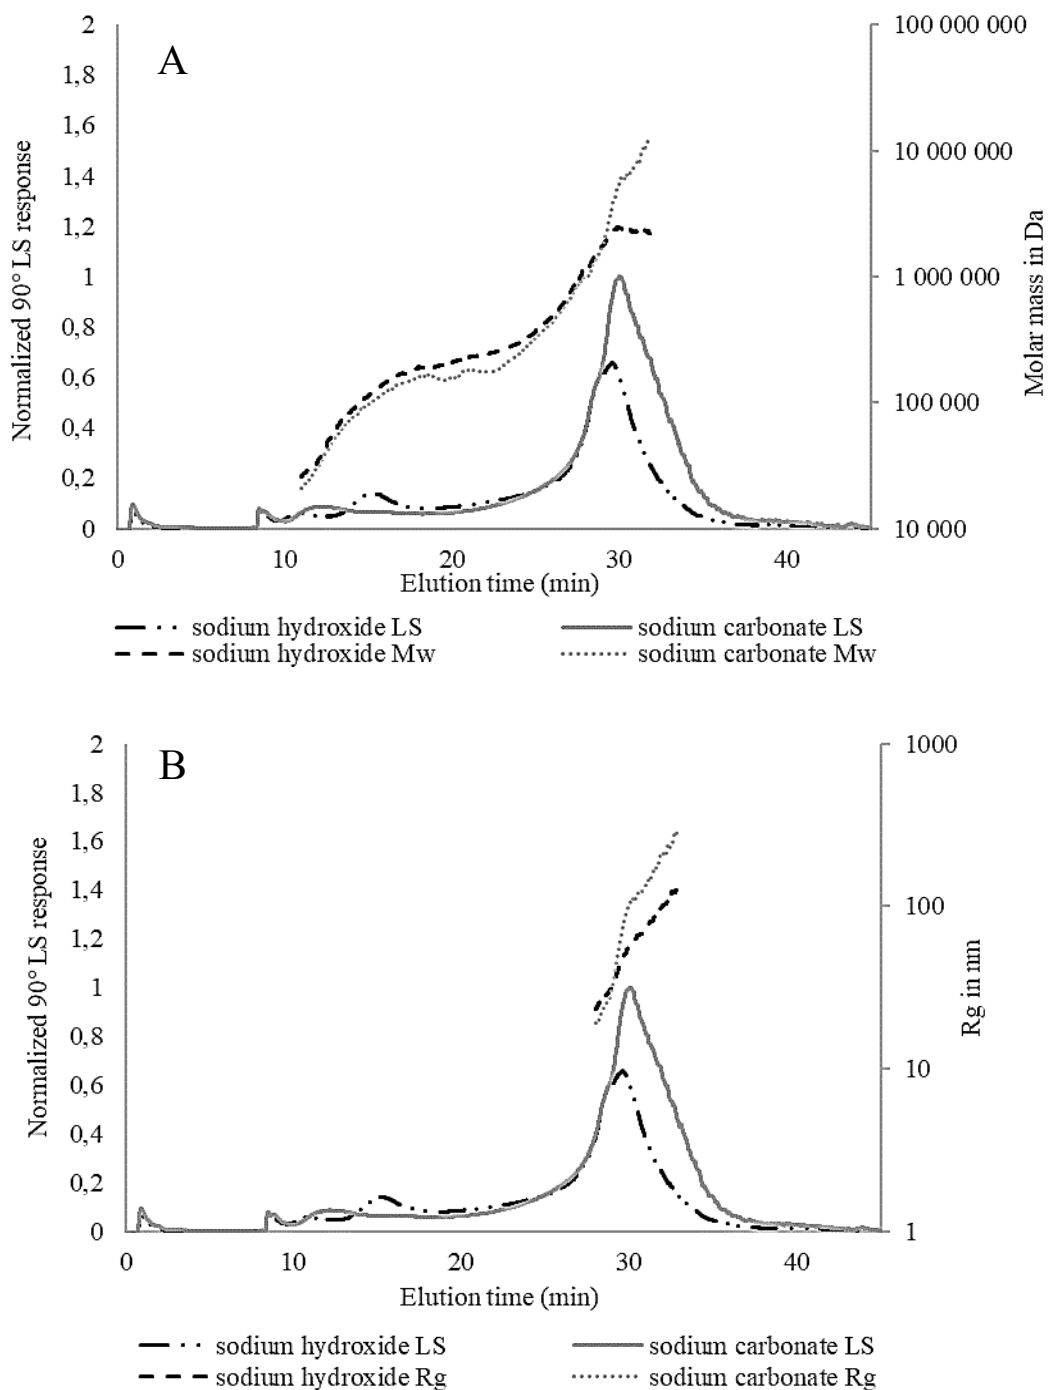 A
Normalized 90° LS response
2
1,8
1,6
1,4
1,2
1
0,8
0,6
0,4
0,2
0
100 000 000
10 000 000
1 000 000
100 000
10 000
Molar mass in Da
0 10 20 30 40
Elution time (min)
sodium hydroxide LS sodium carbonate LS
sodium hydroxide Mw sodium carbonate Mw
B
Normalized 90° LS response
2
1,8
1,6
1,4
1,2
1
0,8
0,6
0,4
0,2
0
1000
100
10
1
Rg in nm
0 10 20 30 40
Elution time (min)
sodium hydroxide LS sodium carbonate LS
sodium hydroxide Rg sodium carbonate Rg